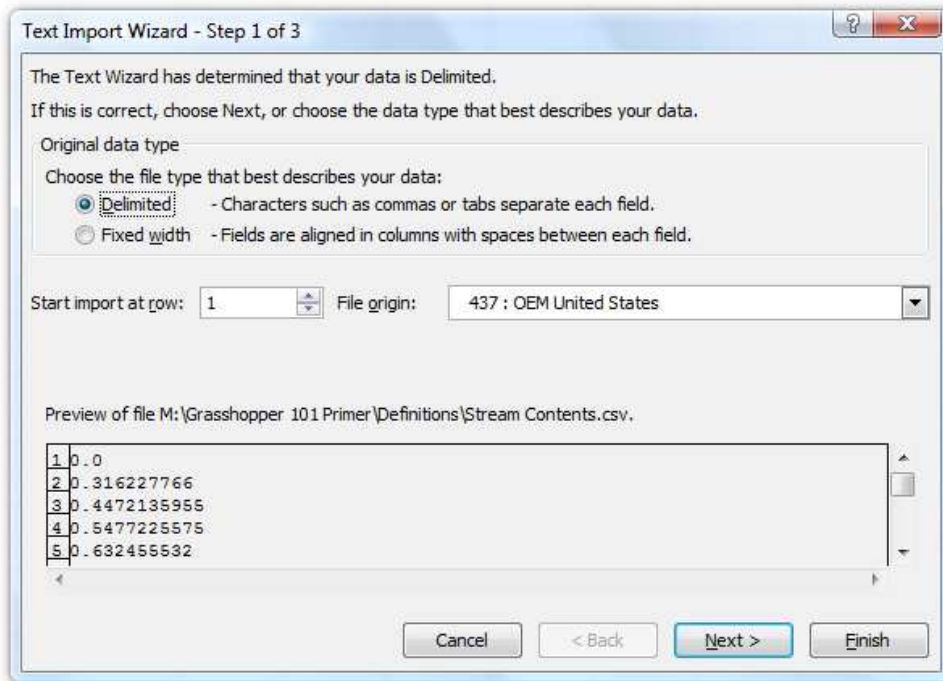 Text Import Wizard - Step 1 of 3
?
X
The Text Wizard has determined that your data is Delimited.
If this is correct, choose Next, or choose the data type that best describes your data.
Original data type
Choose the file type that best describes your data:
Delimited - Characters such as commas or tabs separate each field.
Fixed width - Fields are aligned in columns with spaces between each field.
Start import at row: 1 File origin: 437 : OEM United States
Preview of file M:\Grasshopper 101 Primer\Definitions\Stream Contents.csv.
1 0.0
2 0.316227766
3 0.4472135955
4 0.5477225575
5 0.632455532
Cancel < Back Next > Finish